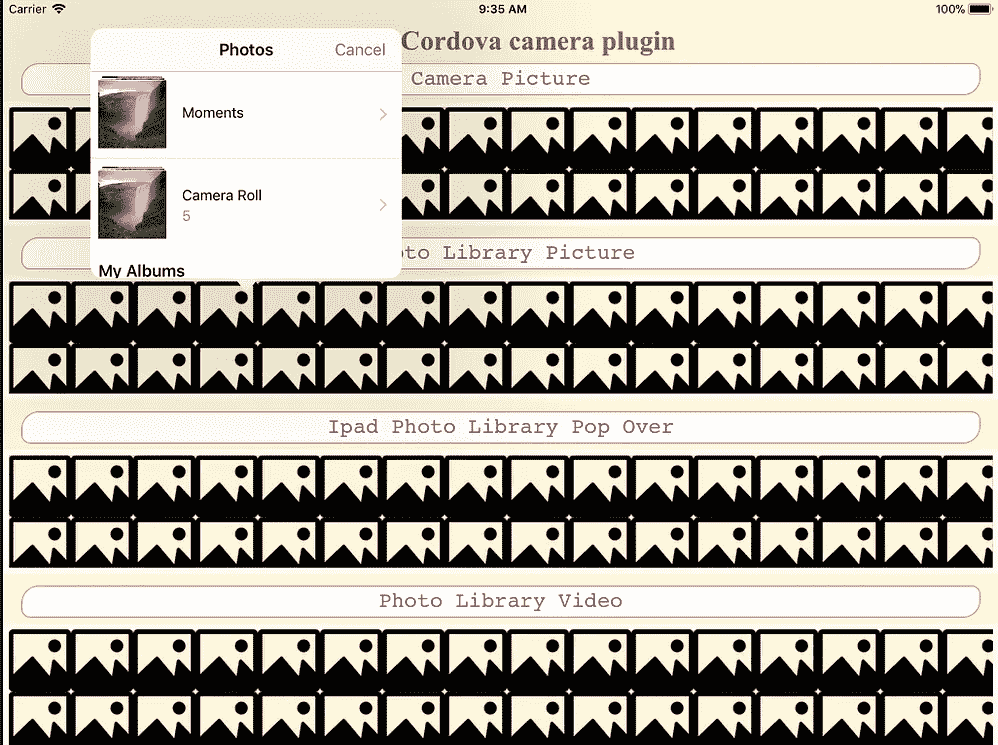 Carrier 9:35 AM 100%
Cordova camera plugin
Photos Cancel
Camera Picture
Moments
Camera Roll
5
oto Library Picture
My Albums
Ipad Photo Library Pop Over
Photo Library Video